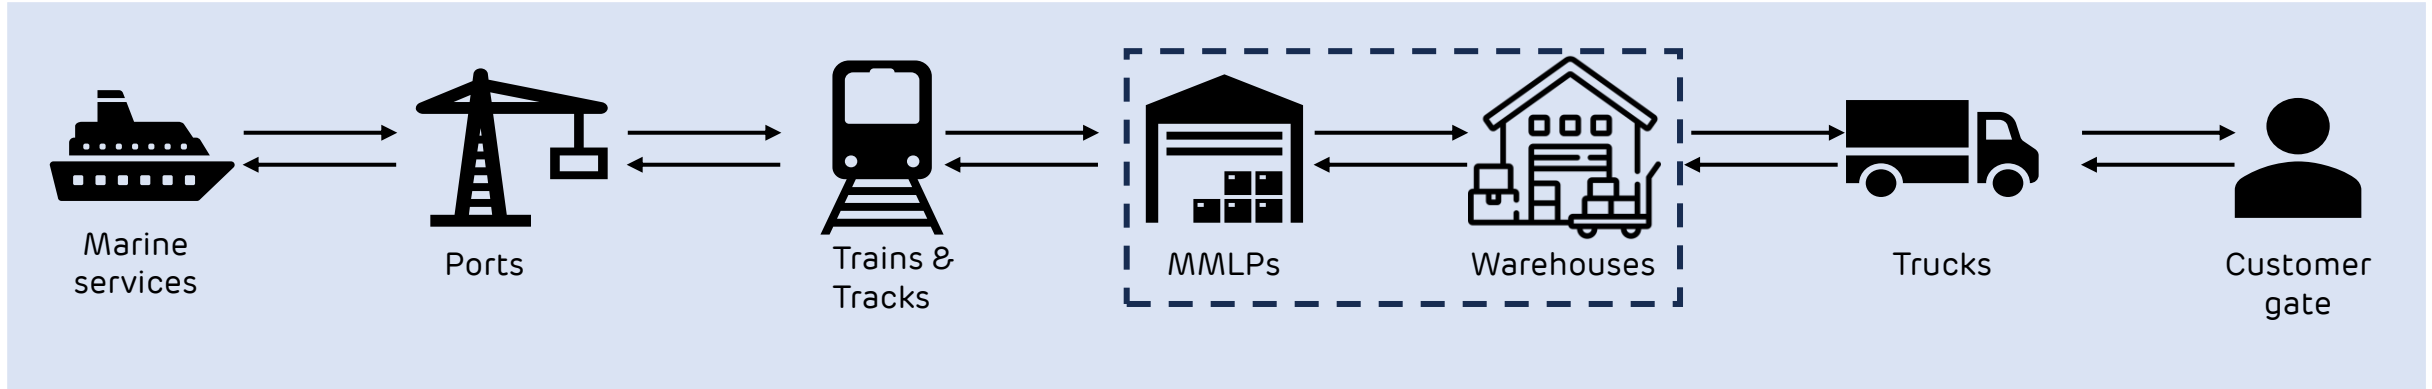 Marine
services
Ports
Trains &
Tracks
MMLPs
Warehouses
Trucks
Customer
gate